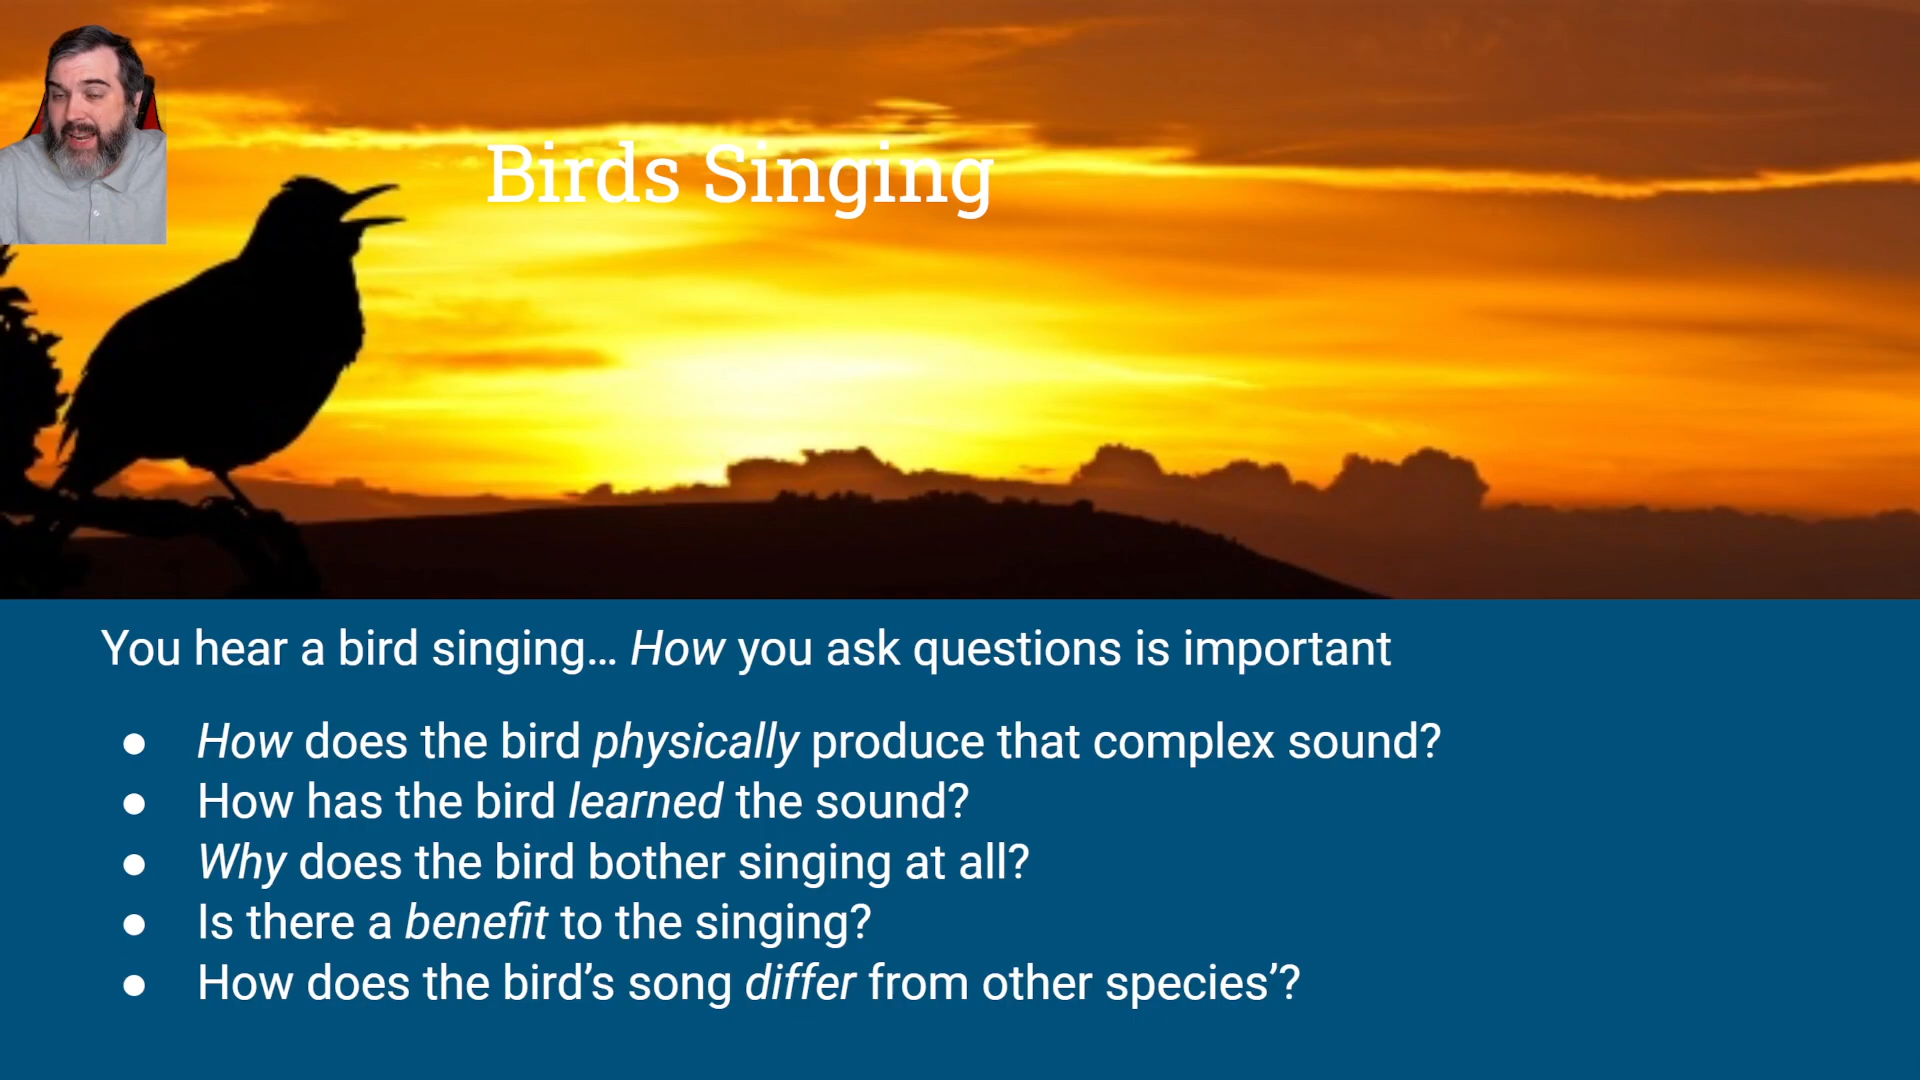 Birds Singing
You hear a bird singing… How you ask questions is important
● How does the bird physically produce that complex sound?
● How has the bird learned the sound?
● Why does the bird bother singing at all?
● Is there a benefit to the singing?
● How does the bird’s song differ from other species’?